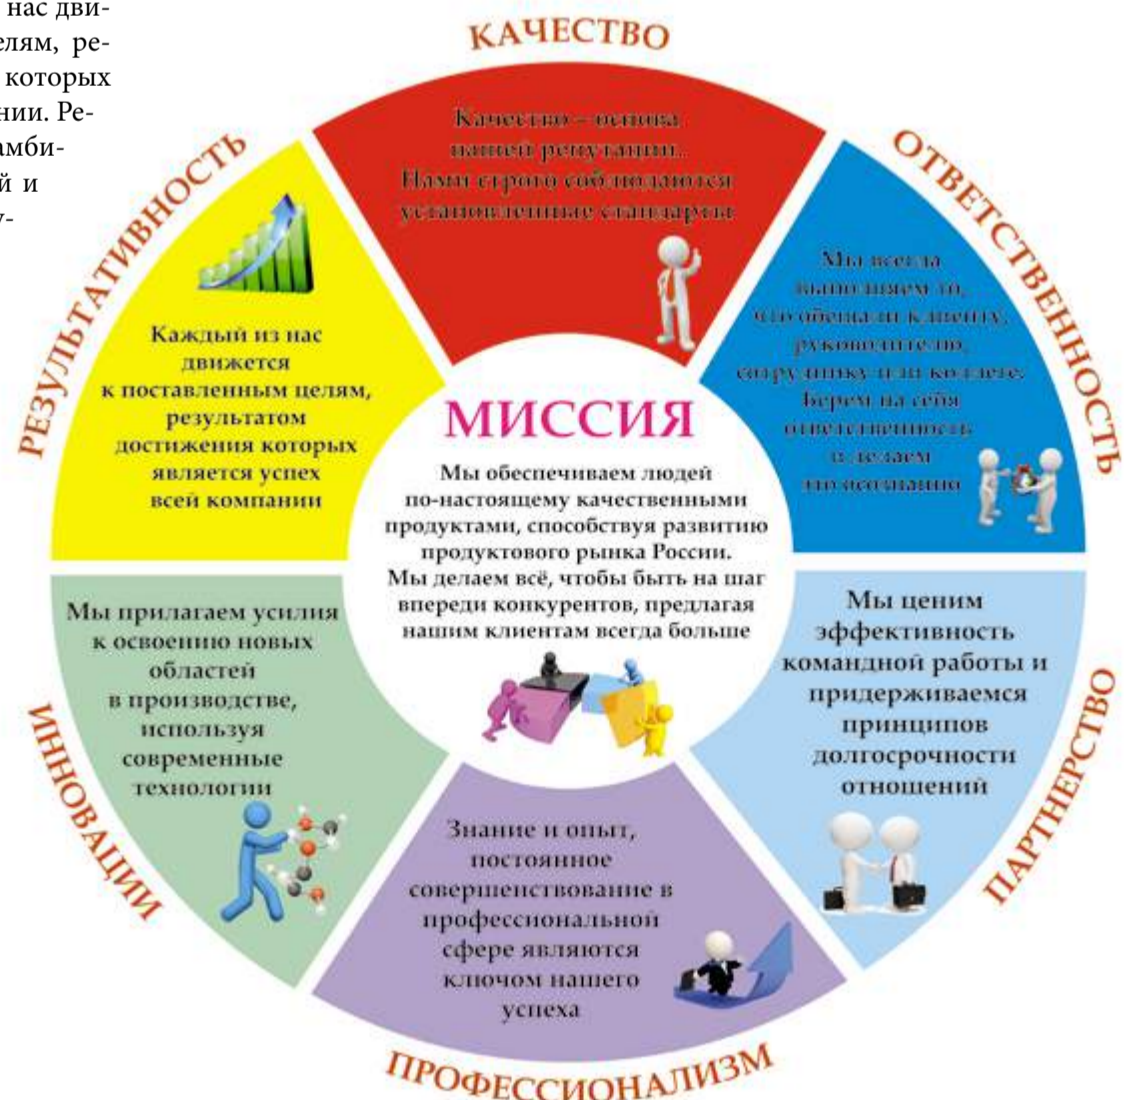 нас дви-
елям, ре-
которых
нии. Ре-
амби-
й и
у-
КАЧЕСТВО
Качество – основа
нашей репутации.
Нами строго соблюдаются
установленные стандарты
ОТВЕТСТВЕННОСТЬ
Мы всегда
выполняем то,
что обещали клиенту,
руководителю,
сотруднику или коллеге.
Берем на себя
ответственность
и делаем
это осознанно
ПАРТНЕРСТВО
Мы ценим
эффективность
командной работы и
придерживаемся
принципов
долгосрочности
отношений
ПРОФЕССИОНАЛИЗМ
Знание и опыт,
постоянное
совершенствование в
профессиональной
сфере являются
ключом нашего
успеха
ИННОВАЦИИ
Мы прилагаем усилия
к освоению новых
областей
в производстве,
используя
современные
технологии
РЕЗУЛЬТАТИВНОСТЬ
Каждый из нас
движется
к поставленным целям,
результатом
достижения которых
является успех
всей компании
МИССИЯ
Мы обеспечиваем людей
по-настоящему качественными
продуктами, способствуя развитию
продуктового рынка России.
Мы делаем всё, чтобы быть на шаг
впереди конкурентов, предлагая
нашим клиентам всегда больше